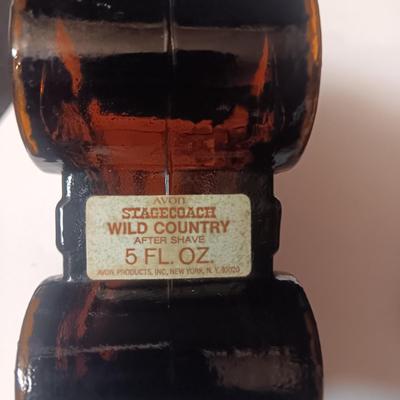 AVON
STAGECOACH
WILD COUNTRY
AFTER SHAVE
5 FL. OZ.
AVON PRODUCTS, INC., NEW YORK, N. Y. 10020